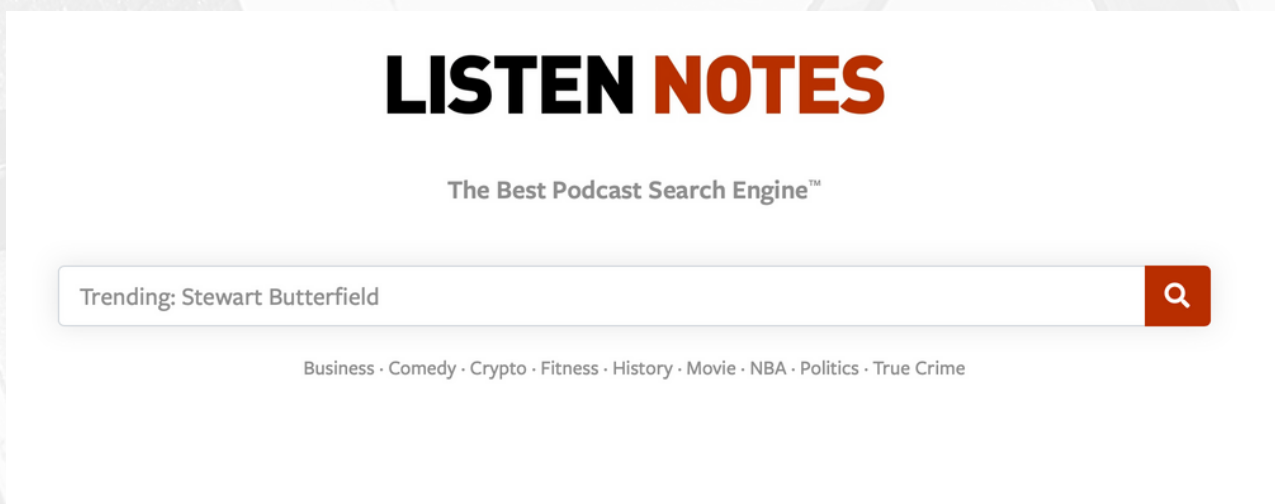 LISTEN NOTES
The Best Podcast Search Engine™
Trending: Stewart Butterfield
Business · Comedy · Crypto · Fitness · History · Movie · NBA · Politics · True Crime